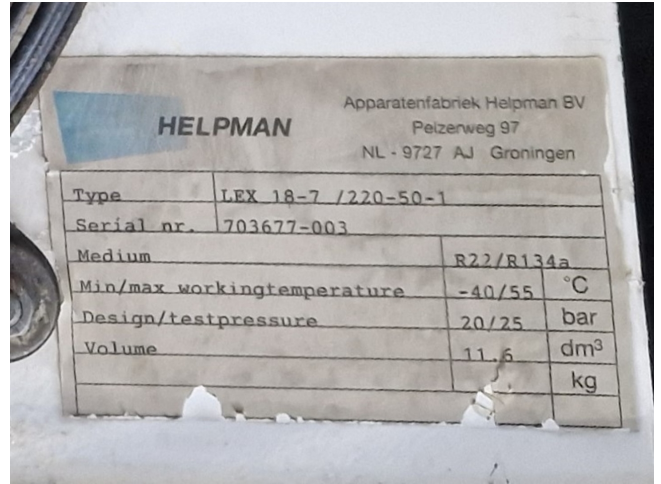 HELPMAN
Apparatenfabriek Helpman BV
Peizerweg 97
NL - 9727 AJ Groningen
Type LEX 18-7 /220-50-1
Serial nr. 703677-003
Medium R22/R134a
Min/max workingtemperature -40/55 °C
Design/testpressure 20/25 bar
Volume 11.6 dm³
kg